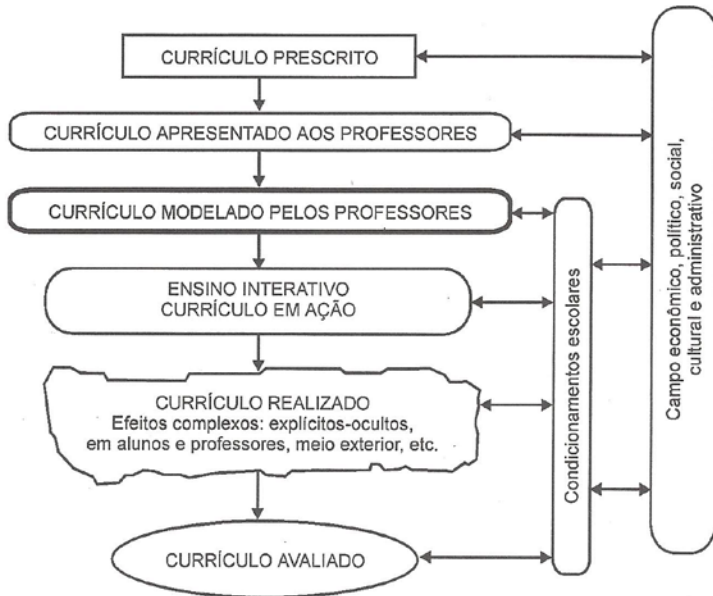 CURRÍCULO PRESCRITO
CURRÍCULO APRESENTADO AOS PROFESSORES
CURRÍCULO MODELADO PELOS PROFESSORES
ENSINO INTERATIVO
CURRÍCULO EM AÇÃO
CURRÍCULO REALIZADO
Efeitos complexos: explícitos-ocultos,
em alunos e professores, meio exterior, etc.
CURRÍCULO AVALIADO
Condicionamentos escolares
Campo econômico, político, social,
cultural e administrativo